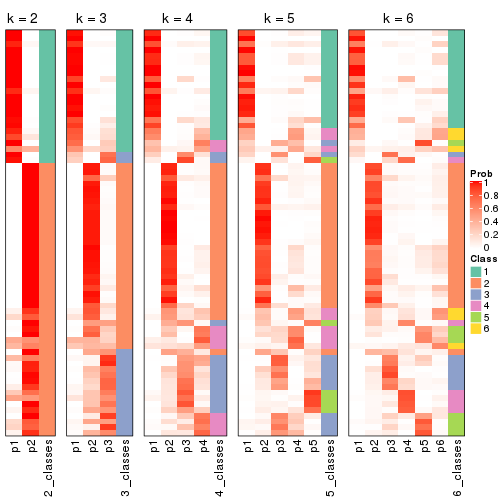 k = 2
k = 3
k = 4
k = 5
k = 6
p1
p2
2_classes
p1
p2
p3
3_classes
p1
p2
p3
p4
4_classes
p1
p2
p3
p4
p5
5_classes
p1
p2
p3
p4
p5
p6
6_classes
Prob
1
0.8
0.6
0.4
0.2
0
Class
1
2
3
4
5
6